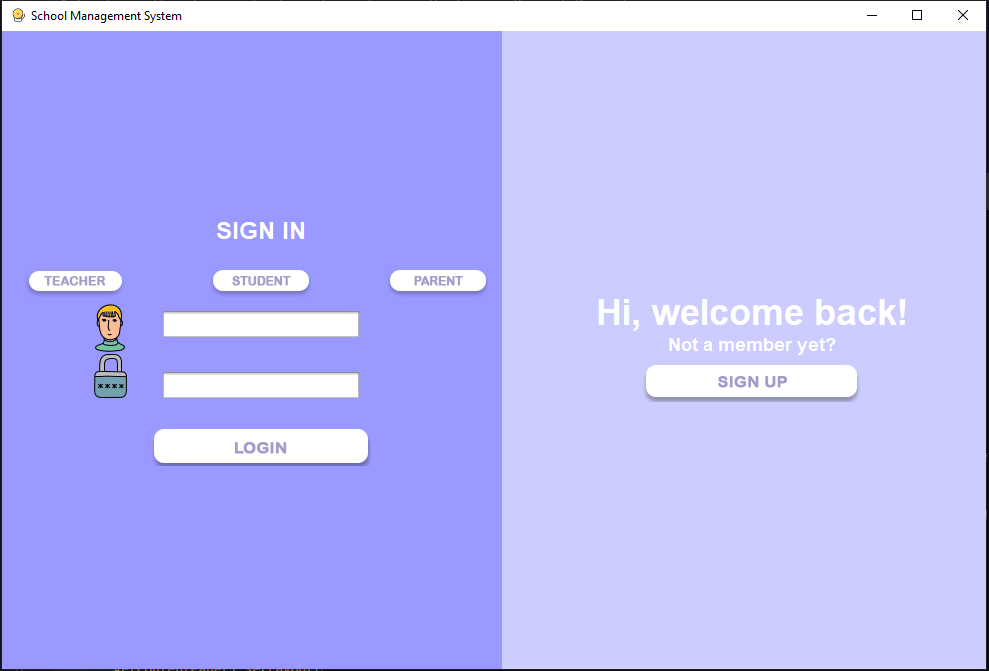 School Management System
SIGN IN
TEACHER STUDENT PARENT
****
LOGIN
Hi, welcome back!
Not a member yet?
SIGN UP